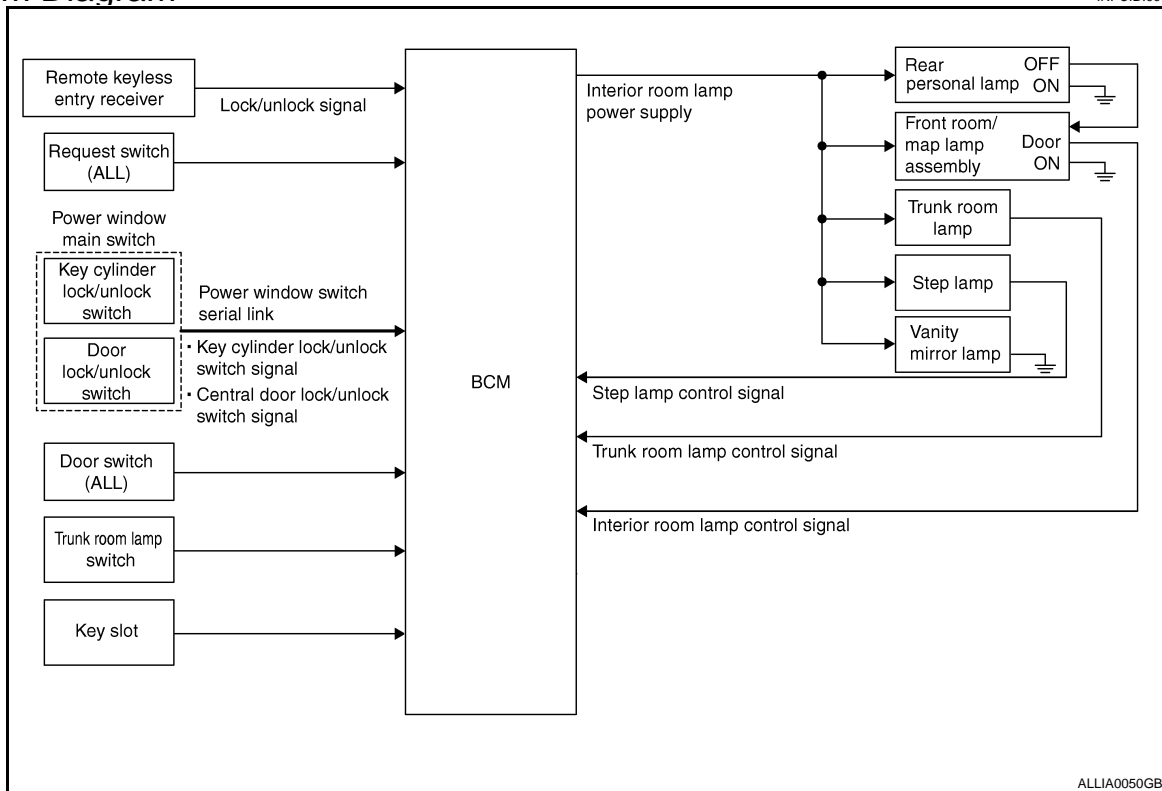 Remote keyless
entry receiver
Lock/unlock signal
Request switch
(ALL)
Power window
main switch
Key cylinder
lock/unlock
switch
Door
lock/unlock
switch
Power window switch
serial link
· Key cylinder lock/unlock
switch signal
· Central door lock/unlock
switch signal
Door switch
(ALL)
Trunk room lamp
switch
Key slot
BCM
Interior room lamp
power supply
Rear OFF
personal lamp ON
Front room/
map lamp Door
assembly ON
Trunk room
lamp
Step lamp
Vanity
mirror lamp
Step lamp control signal
Trunk room lamp control signal
Interior room lamp control signal
ALLIA0050GB